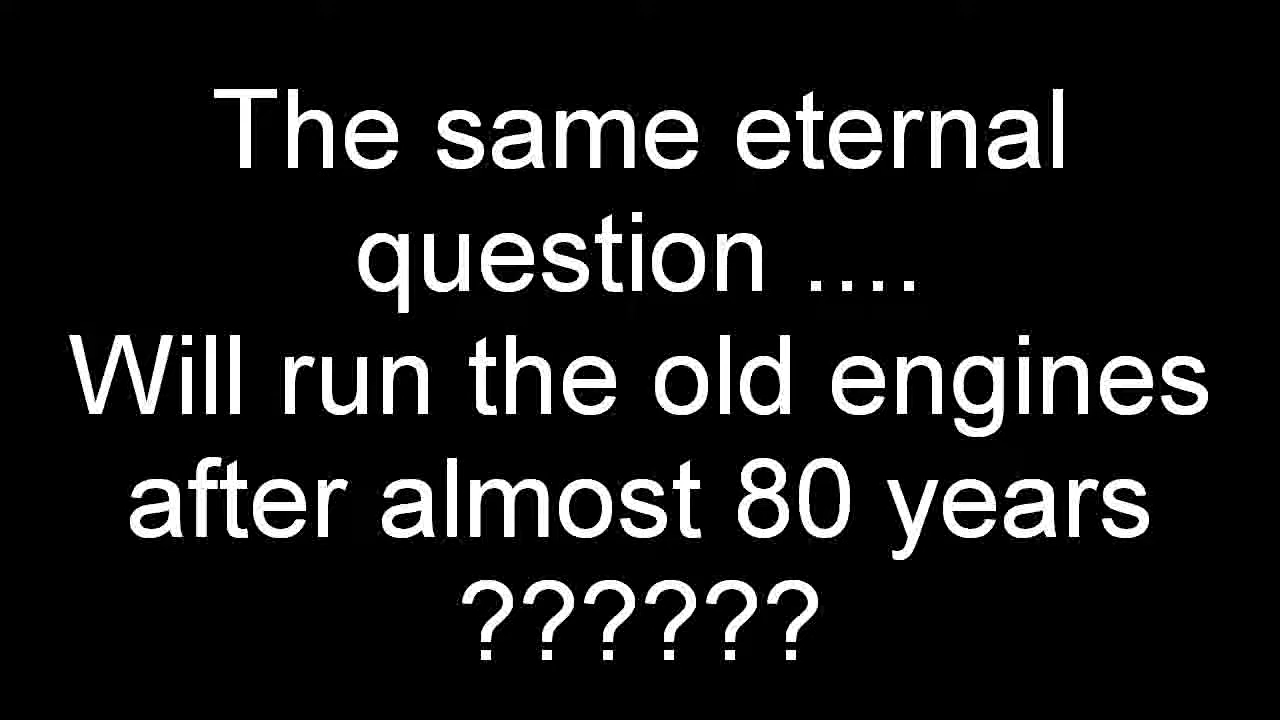 The same eternal
question ....
Will run the old engines
after almost 80 years
??????